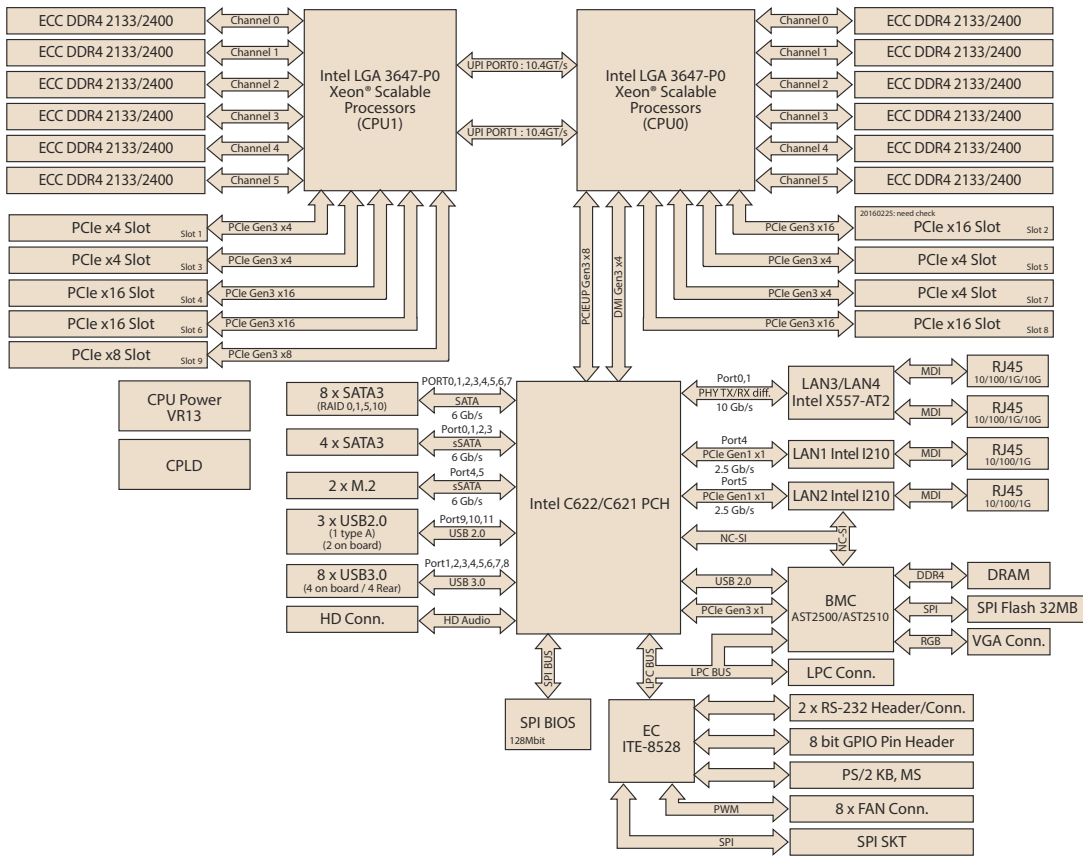 ECC DDR4 2133/2400
Channel 0
ECC DDR4 2133/2400
Channel 1
ECC DDR4 2133/2400
Channel 2
ECC DDR4 2133/2400
Channel 3
ECC DDR4 2133/2400
Channel 4
ECC DDR4 2133/2400
Channel 5
Intel LGA 3647-P0
Xeon® Scalable
Processors
(CPU1)
UPI PORT0 : 10.4GT/s
UPI PORT1 : 10.4GT/s
Intel LGA 3647-P0
Xeon® Scalable
Processors
(CPU0)
Channel 0
ECC DDR4 2133/2400
Channel 1
ECC DDR4 2133/2400
Channel 2
ECC DDR4 2133/2400
Channel 3
ECC DDR4 2133/2400
Channel 4
ECC DDR4 2133/2400
Channel 5
ECC DDR4 2133/2400
PCIe x4 Slot
Slot 1
PCIe Gen3 x4
PCIe x4 Slot
Slot 3
PCIe Gen3 x4
PCIe x16 Slot
Slot 4
PCIe Gen3 x16
PCIe x16 Slot
Slot 6
PCIe Gen3 x16
PCIe x8 Slot
Slot 9
PCIe Gen3 x8
PCIEUP Gen3 x8
DMI Gen3 x4
PCIe Gen3 x16
20160225: need check
PCIe x16 Slot
Slot 2
PCIe Gen3 x4
PCIe x4 Slot
Slot 5
PCIe Gen3 x4
PCIe x4 Slot
Slot 7
PCIe Gen3 x16
PCIe x16 Slot
Slot 8
CPU Power
VR13
CPLD
8 x SATA3
(RAID 0,1,5,10)
PORT0,1,2,3,4,5,6,7
SATA
6 Gb/s
4 x SATA3
Port0,1,2,3
sSATA
6 Gb/s
2 x M.2
Port4,5
sSATA
6 Gb/s
3 x USB2.0
(1 type A)
(2 on board)
Port9,10,11
USB 2.0
8 x USB3.0
(4 on board / 4 Rear)
Port1,2,3,4,5,6,7,8
USB 3.0
HD Conn.
HD Audio
Intel C622/C621 PCH
Port0,1
PHY TX/RX diff.
10 Gb/s
LAN3/LAN4
Intel X557-AT2
MDI
RJ45
10/100/1G/10G
MDI
RJ45
10/100/1G/10G
Port4
PCIe Gen1 x1
2.5 Gb/s
LAN1 Intel I210
MDI
RJ45
10/100/1G
Port5
PCIe Gen1 x1
2.5 Gb/s
LAN2 Intel I210
MDI
RJ45
10/100/1G
NC-SI
NC-SI
USB 2.0
PCIe Gen3 x1
BMC
AST2500/AST2510
DDR4
DRAM
SPI
SPI Flash 32MB
RGB
VGA Conn.
SPI BUS
LPC BUS
LPC BUS
LPC Conn.
SPI BIOS
128Mbit
EC
ITE-8528
2 x RS-232 Header/Conn.
8 bit GPIO Pin Header
PS/2 KB, MS
PWM
8 x FAN Conn.
SPI
SPI SKT